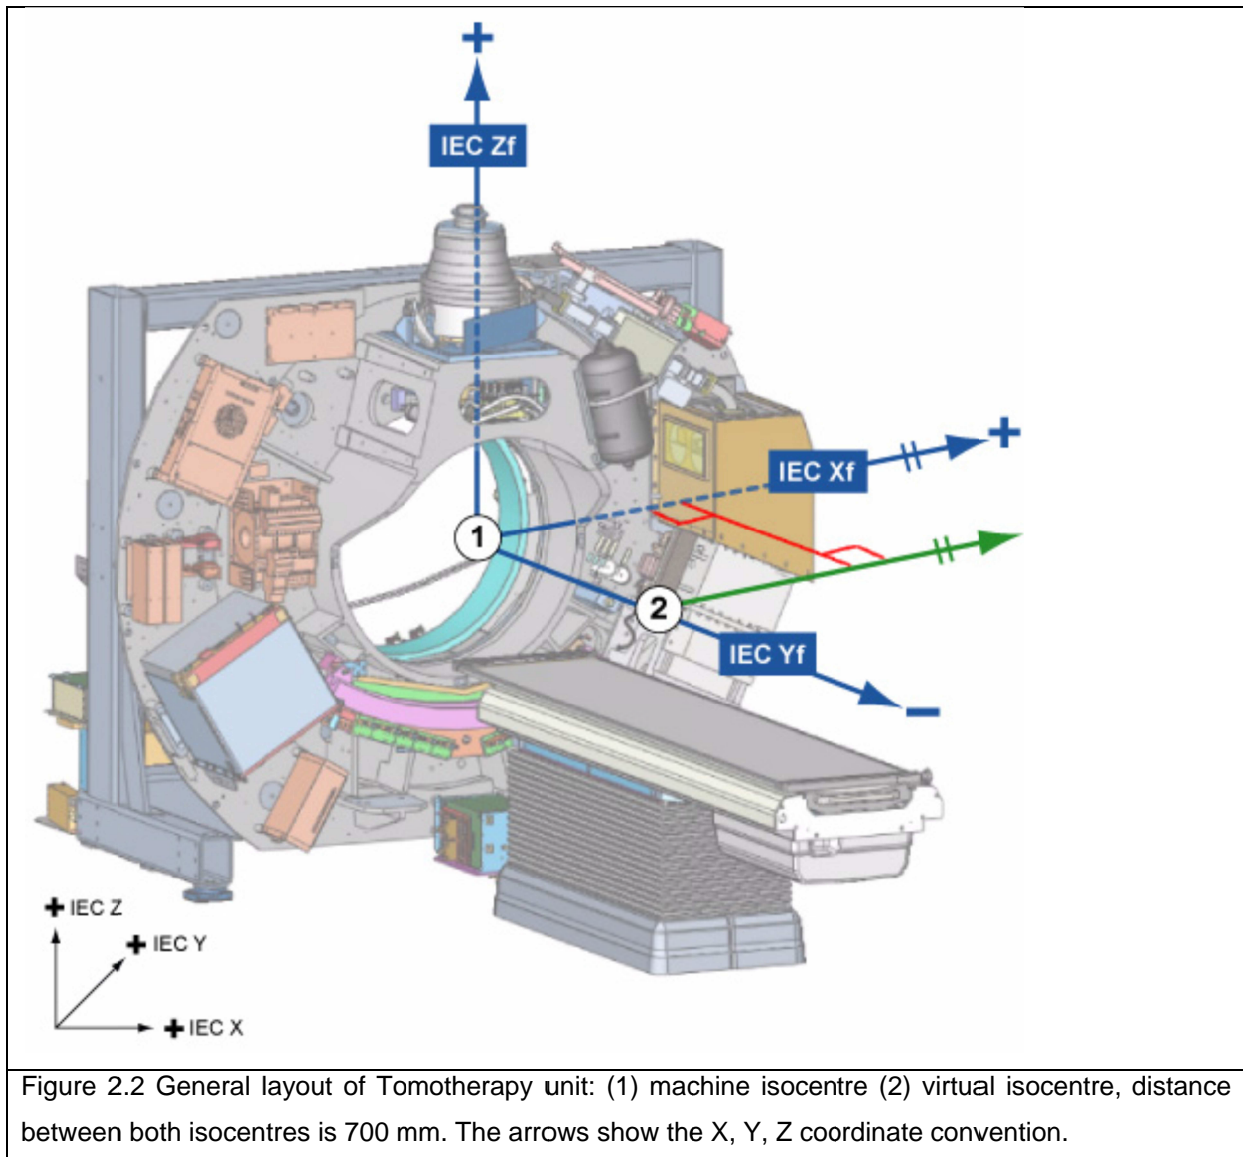 +
IEC Zf
+
IEC Xf
1
2
IEC Yf
−
+ IEC Z
+ IEC Y
+ IEC X
Figure 2.2 General layout of Tomotherapy unit: (1) machine isocentre (2) virtual isocentre, distance
between both isocentres is 700 mm. The arrows show the X, Y, Z coordinate convention.